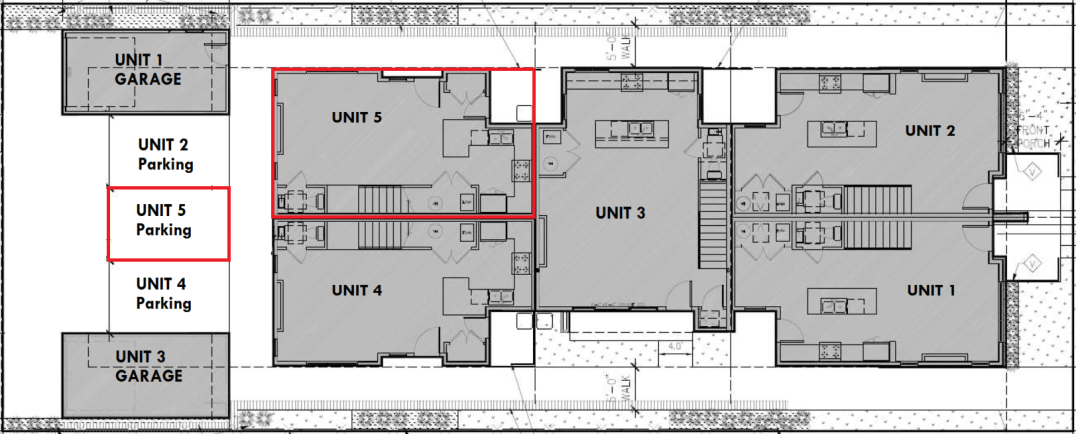 UNIT 1
GARAGE
UNIT 2
Parking
UNIT 5
Parking
UNIT 4
Parking
UNIT 3
GARAGE
UNIT 5
UNIT 4
5'-0"
WALK
UNIT 3
4.0'
5'-0"
WALK
UNIT 2
UNIT 1
FRONT
PORCH
V
V